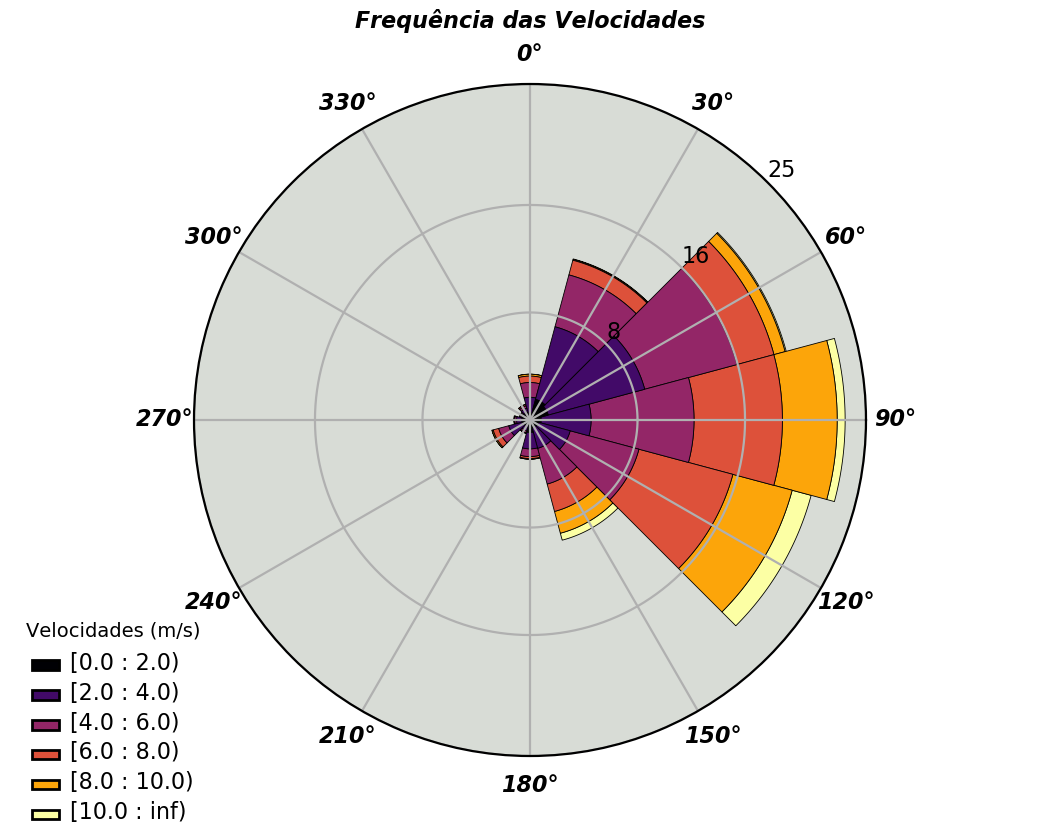 Frequência das Velocidades
0°
330°
30°
25
300°
60°
16
8
270°
90°
240°
120°
210°
150°
180°
Velocidades (m/s)
[0.0 : 2.0)
[2.0 : 4.0)
[4.0 : 6.0)
[6.0 : 8.0)
[8.0 : 10.0)
[10.0 : inf)